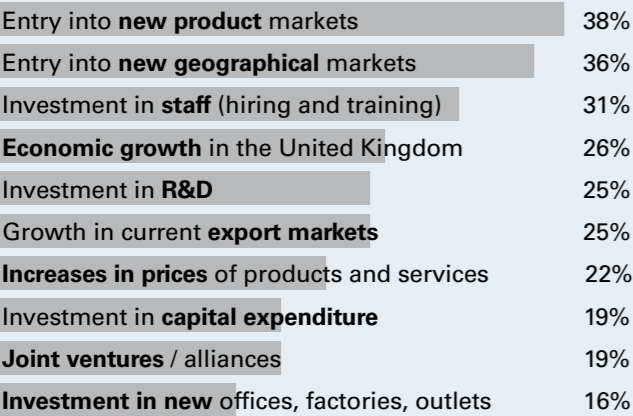 Entry into new product markets 38%
Entry into new geographical markets 36%
Investment in staff (hiring and training) 31%
Economic growth in the United Kingdom 26%
Investment in R&D 25%
Growth in current export markets 25%
Increases in prices of products and services 22%
Investment in capital expenditure 19%
Joint ventures / alliances 19%
Investment in new offices, factories, outlets 16%